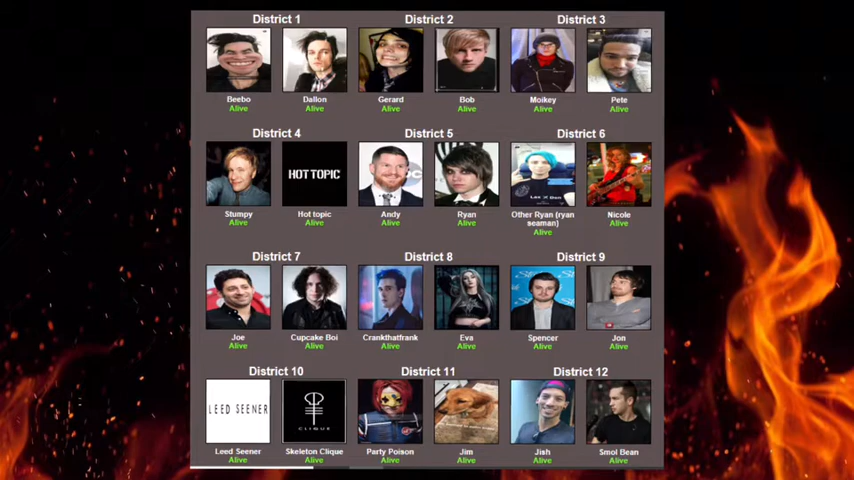 District 1 District 2 District 3
Beebo Dallon Gerard Bob Moikey Pete
Alive Alive Alive Alive Alive Alive
District 4 District 5 District 6
HOT TOPIC
Stumpy Hot topic Andy Ryan Other Ryan (ryan Nicole
seaman)
Alive Alive Alive Alive Alive Alive
District 7 District 8 District 9
Joe Cupcake Boi Crankthatfrank Eva Spencer Jon
Alive Alive Alive Alive Alive Alive
District 10 District 11 District 12
LEED SEENER
CLIQUE
Leed Seener Skeleton Clique Party Poison Jim Jish Smol Bean
Alive Alive Alive Alive Alive Alive